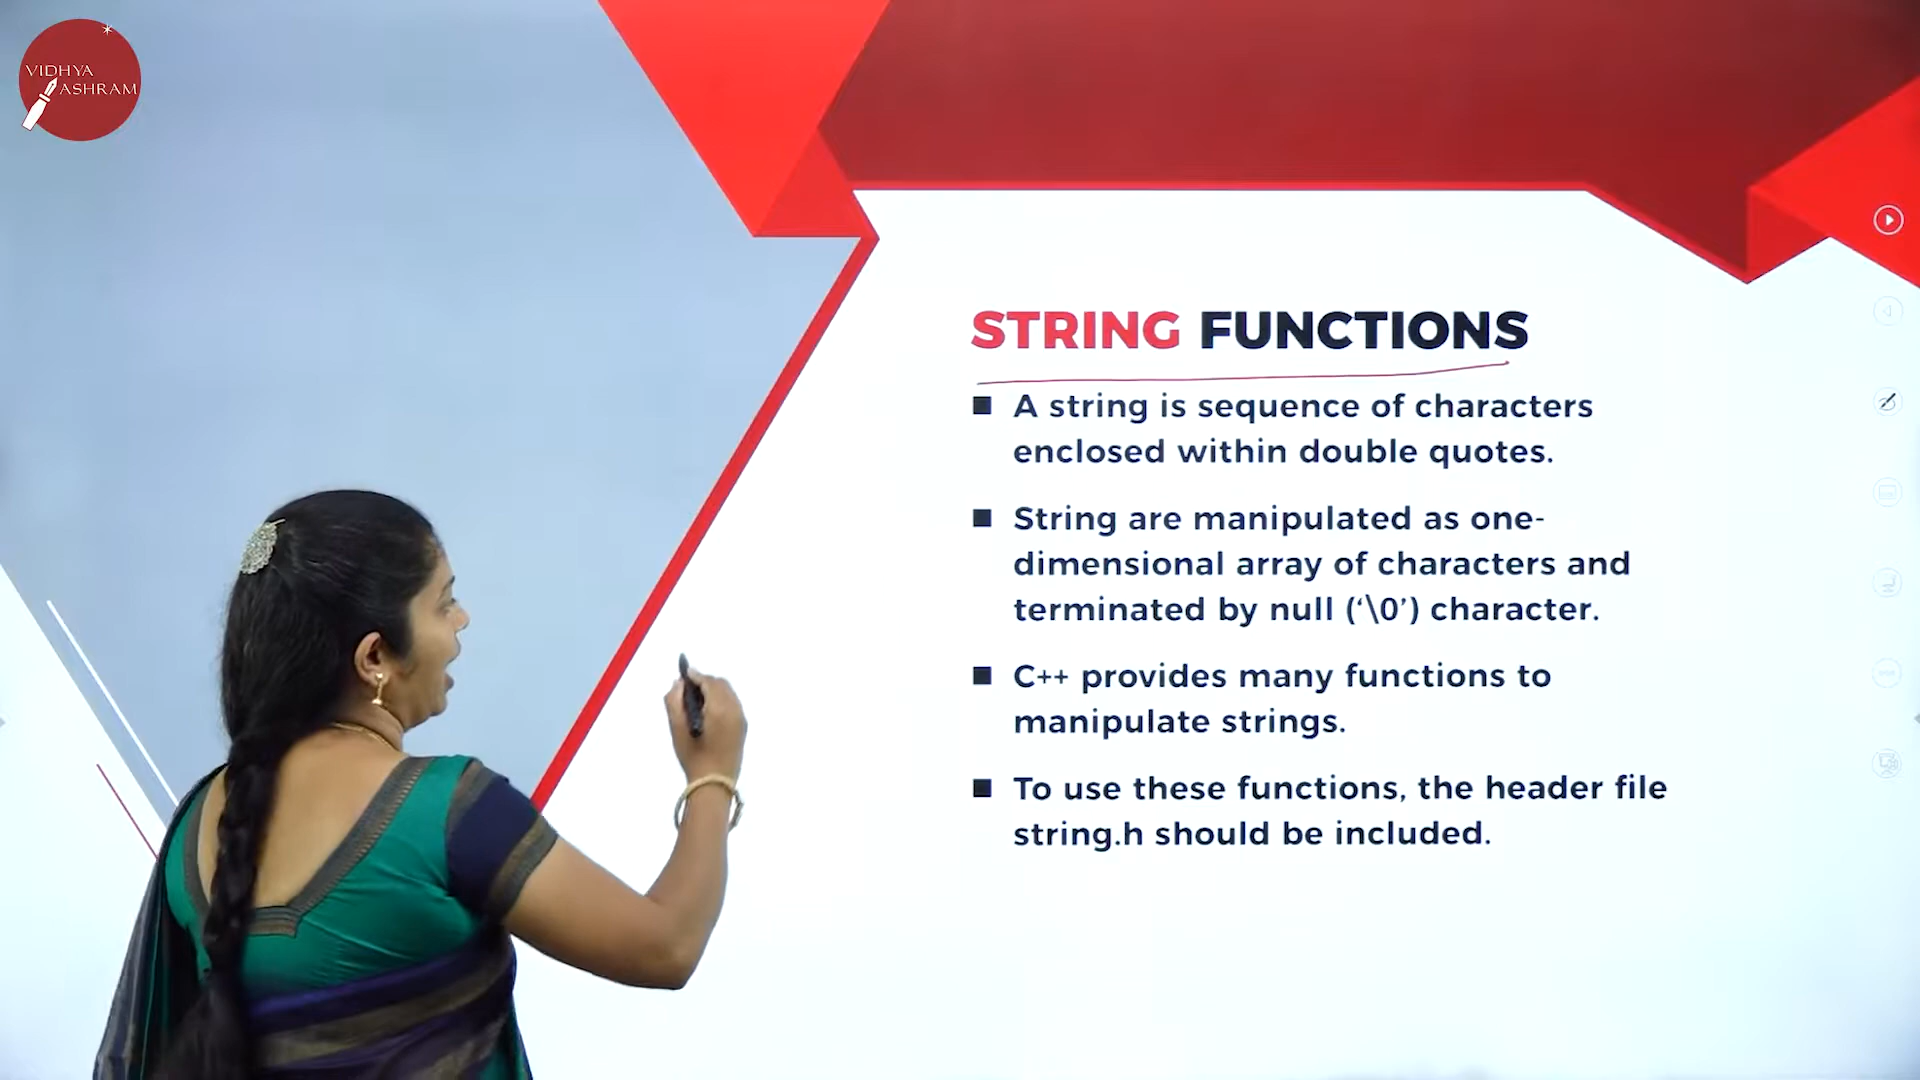 VIDHYA
ASHRAM
STRING FUNCTIONS
■ A string is sequence of characters
enclosed within double quotes.
■ String are manipulated as one-
dimensional array of characters and
terminated by null (‘\0’) character.
■ C++ provides many functions to
manipulate strings.
■ To use these functions, the header file
string.h should be included.